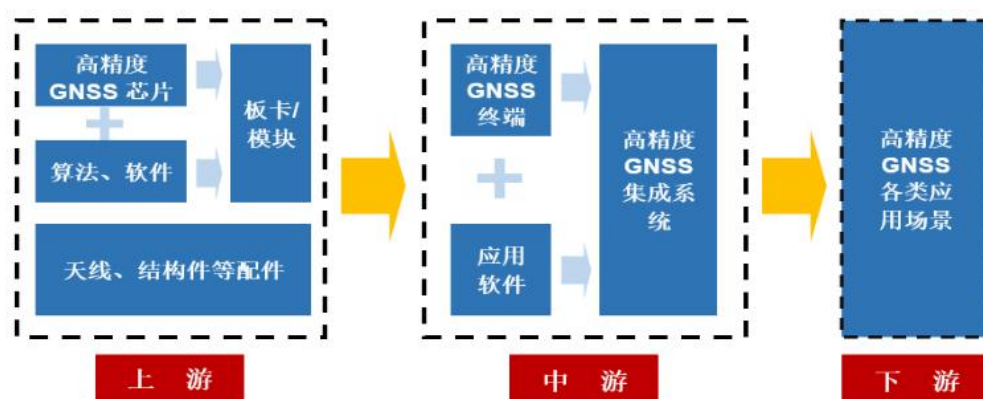 高精度
GNSS 芯片
算法、软件
板卡/
模块
天线、结构件等配件
上 游
高精度
GNSS
终端
应用
软件
高精度
GNSS
集成系
统
中 游
高精度
GNSS
各类应
用场景
下 游